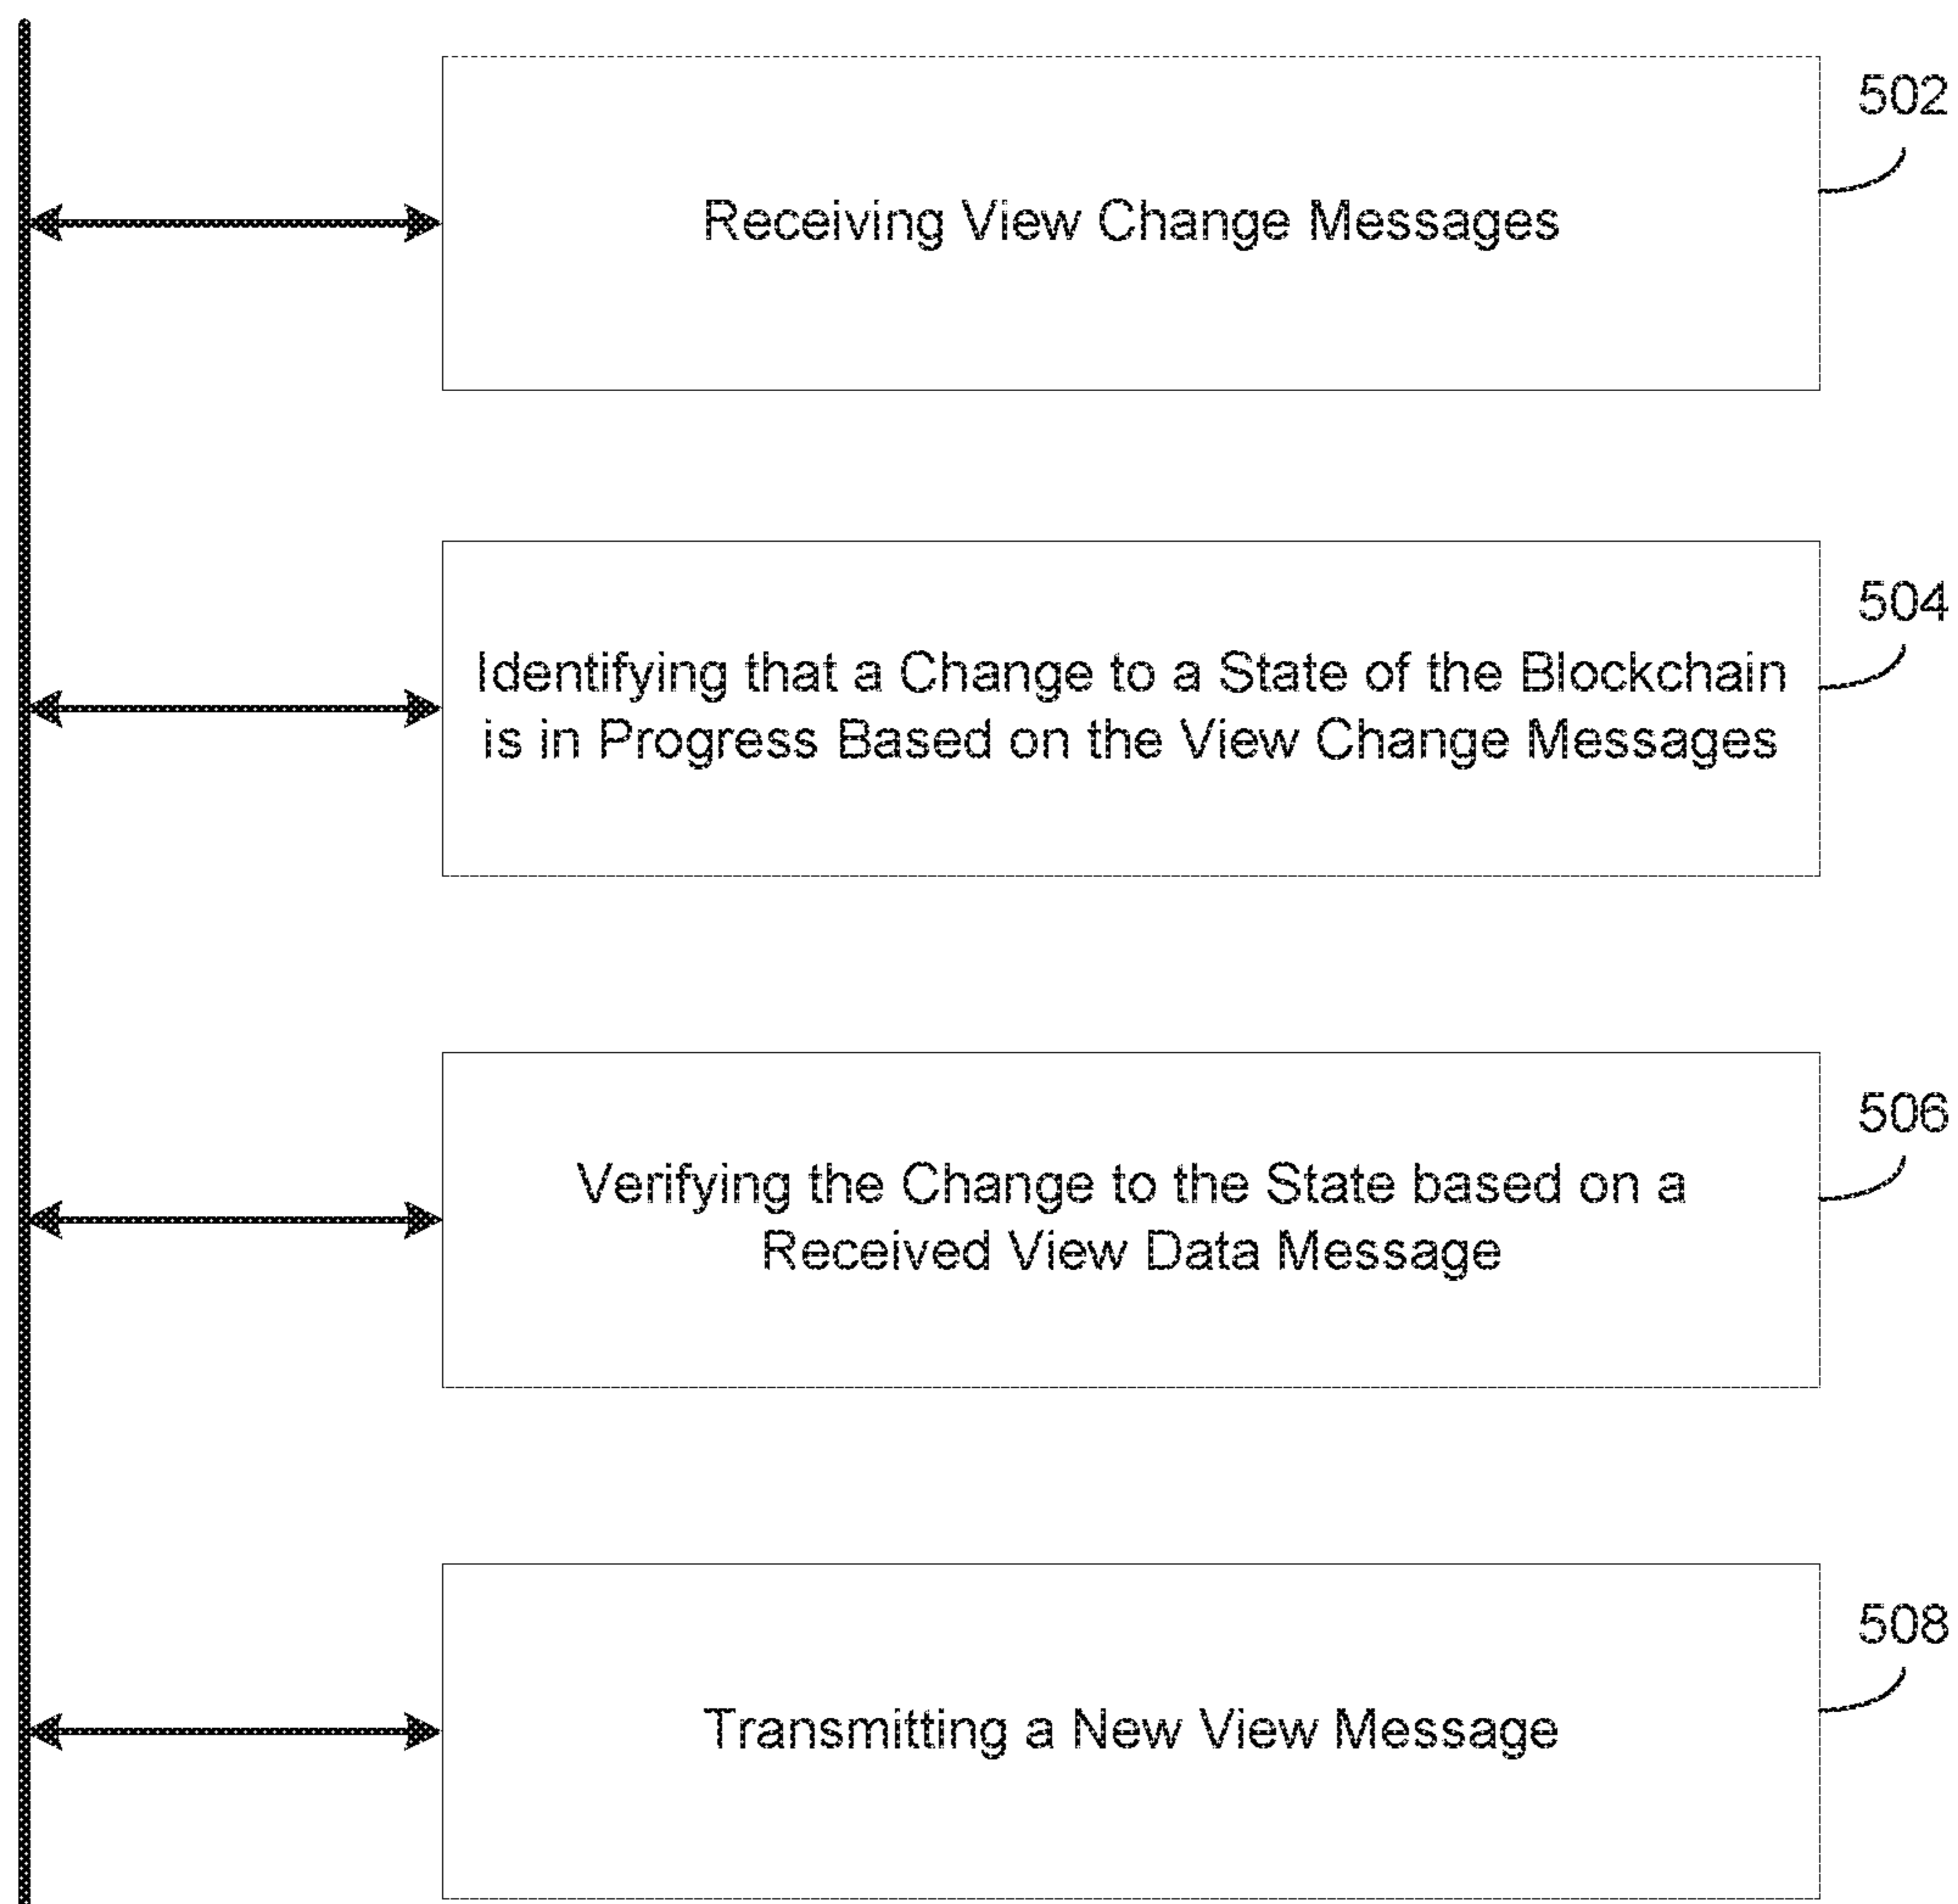 502
Receiving View Change Messages
504
Identifying that a Change to a State of the Blockchain
is in Progress Based on the View Change Messages
506
Verifying the Change to the State based on a
Received View Data Message
508
Transmitting a New View Message